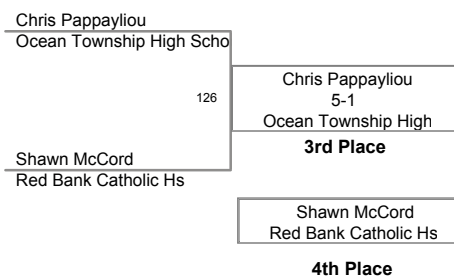 Chris Pappayliou
Ocean Township High Scho
126
Chris Pappayliou
5-1
Ocean Township High
3rd Place
Shawn McCord
Red Bank Catholic Hs
Shawn McCord
Red Bank Catholic Hs
4th Place